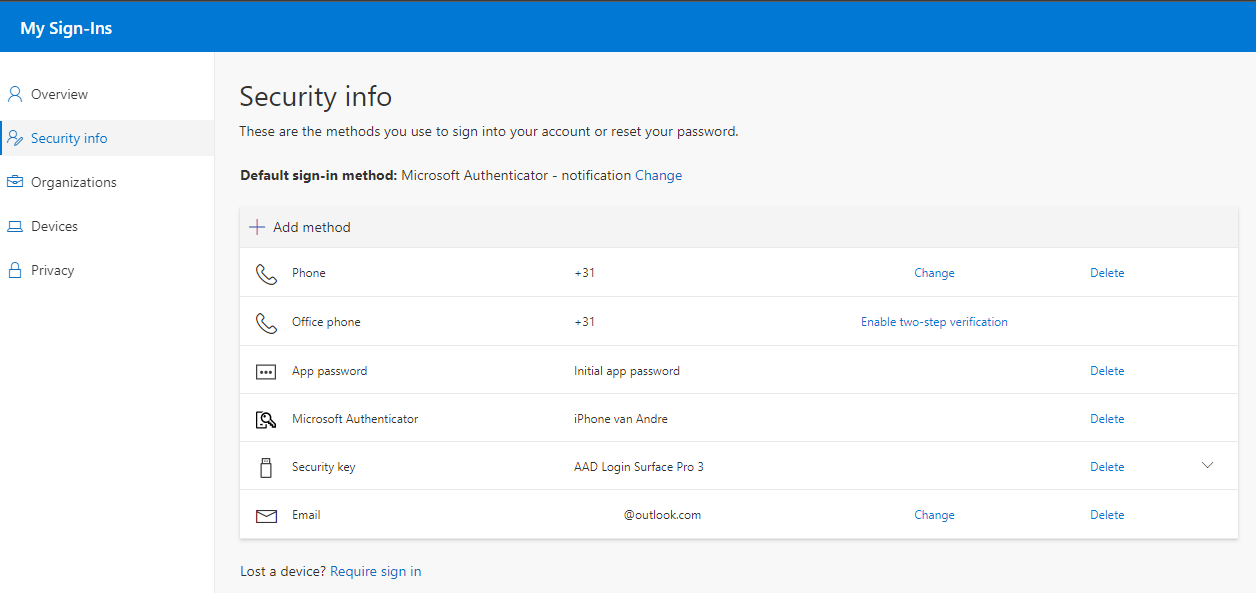 My Sign-Ins
Overview
Security info
Organizations
Devices
Privacy
Security info
These are the methods you use to sign into your account or reset your password.
Default sign-in method: Microsoft Authenticator - notification Change
Add method
Phone +31 Change Delete
Office phone +31 Enable two-step verification
App password Initial app password Delete
Microsoft Authenticator iPhone van Andre Delete
Security key AAD Login Surface Pro 3 Delete
Email @outlook.com Change Delete
Lost a device? Require sign in